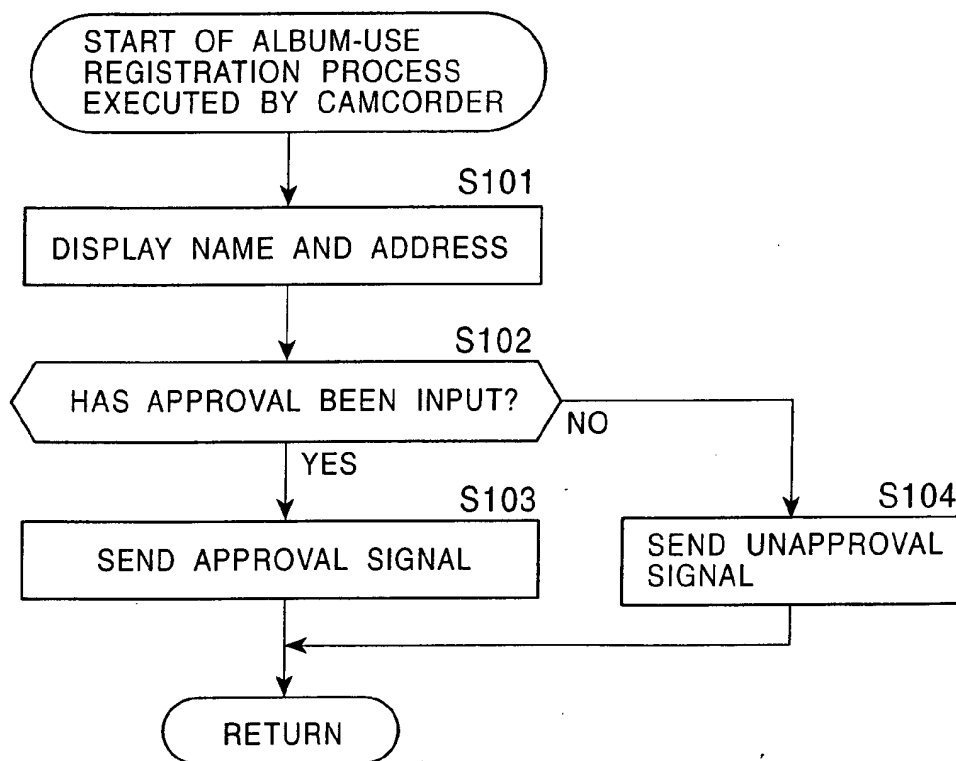 START OF ALBUM-USE
REGISTRATION PROCESS
EXECUTED BY CAMCORDER
S101
DISPLAY NAME AND ADDRESS
S102
HAS APPROVAL BEEN INPUT?
NO
YES
S103
SEND APPROVAL SIGNAL
S104
SEND UNAPPROVAL
SIGNAL
RETURN